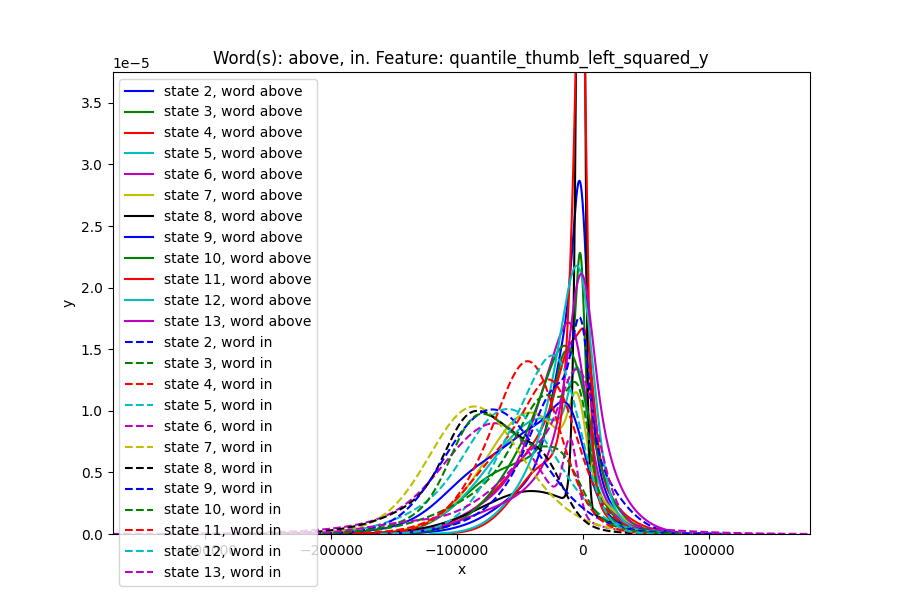 Word(s): above, in. Feature: quantile_thumb_left_squared_y
1e−5
3.5
3.0
2.5
2.0
1.5
1.0
0.5
0.0
y
state 2, word above
state 3, word above
state 4, word above
state 5, word above
state 6, word above
state 7, word above
state 8, word above
state 9, word above
state 10, word above
state 11, word above
state 12, word above
state 13, word above
state 2, word in
state 3, word in
state 4, word in
state 5, word in
state 6, word in
state 7, word in
state 8, word in
state 9, word in
state 10, word in
state 11, word in
state 12, word in
state 13, word in
−300000 −200000 −100000 0 100000
x